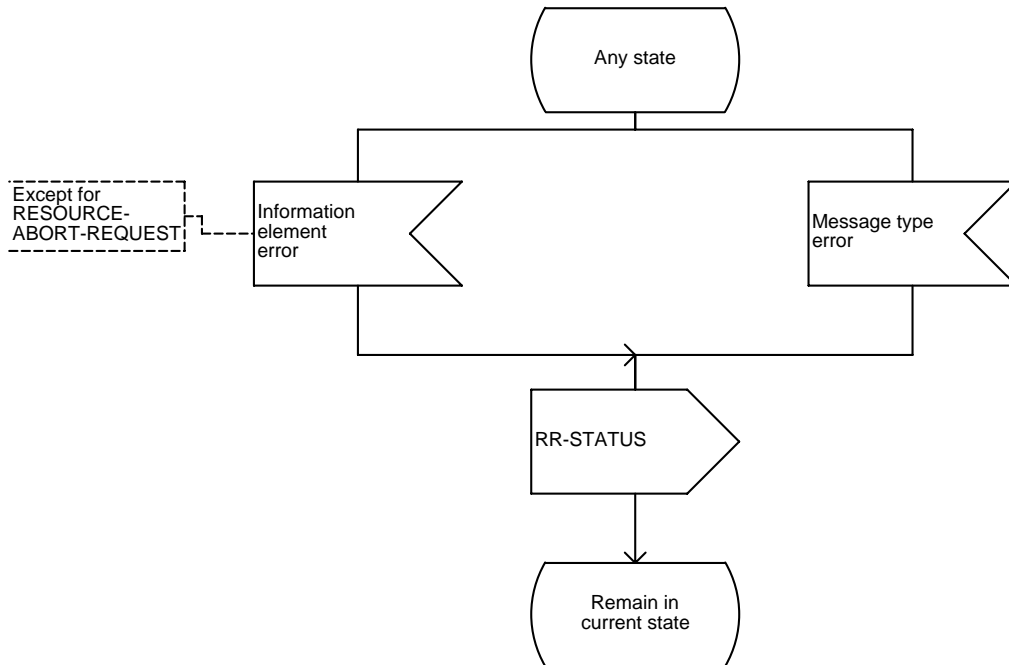 Any state
Except for
RESOURCE-
ABORT-REQUEST
Information
element
error
Message type
error
RR-STATUS
Remain in
current state